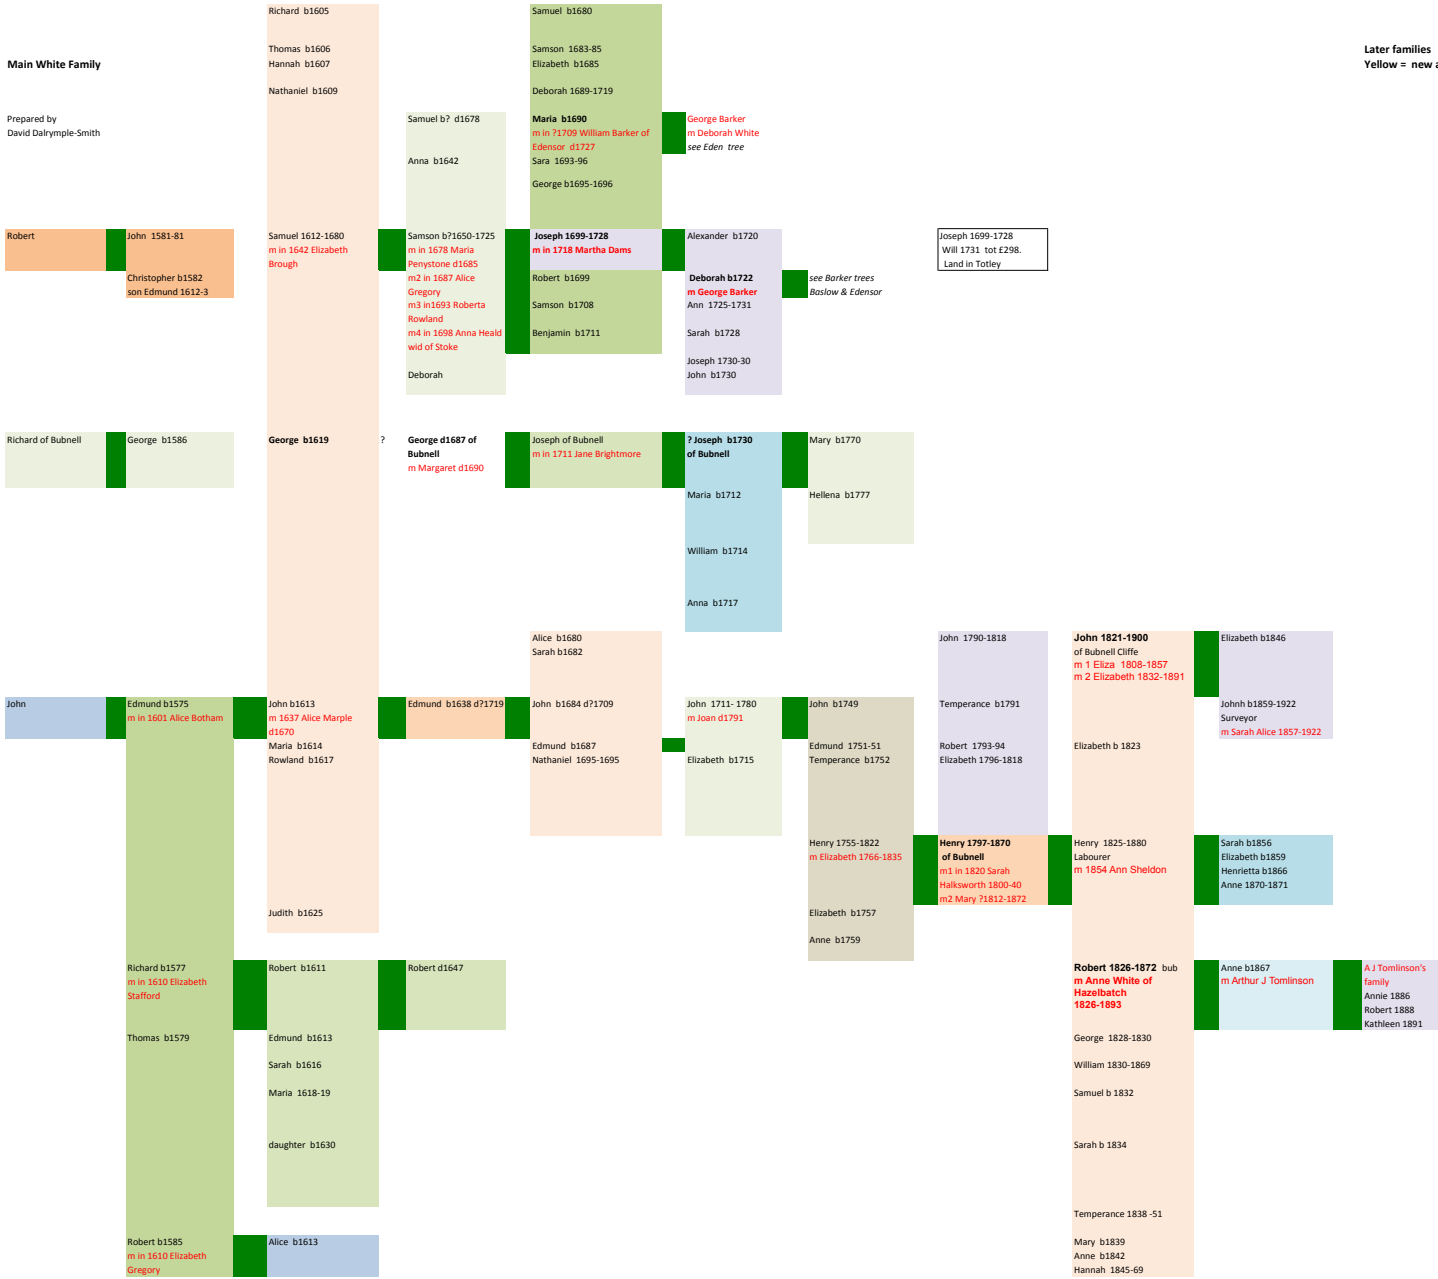 Main White Family
Prepared by
David Dalrymple-Smith
Robert
Richard of Bubnell
John
John 1581-81
Christopher b1582
son Edmund 1612-3
George b1586
Edmund b1575
m in 1601 Alice Botham
Richard b1577
m in 1610 Elizabeth
Stafford
Thomas b1579
Robert b1585
m in 1610 Elizabeth
Gregory
Richard b1605
Thomas b1606
Hannah b1607
Nathaniel b1609
Samuel 1612-1680
m in 1642 Elizabeth
Brough
George b1619
?
John b1613
m 1637 Alice Marple
d1670
Maria b1614
Rowland b1617
Judith b1625
Robert b1611
Edmund b1613
Sarah b1616
Maria 1618-19
daughter b1630
Alice b1613
Samuel b? d1678
Anna b1642
Samson b?1650-1725
m in 1678 Maria
Penystone d1685
m2 in 1687 Alice
Gregory
m3 in1693 Roberta
Rowland
m4 in 1698 Anna Heald
wid of Stoke
Deborah
George d1687 of
Bubnell
m Margaret d1690
Edmund b1638 d?1719
Robert d1647
Samuel b1680
Samson 1683-85
Elizabeth b1685
Deborah 1689-1719
Maria b1690
m in ?1709 William Barker of
Edensor d1727
Sara 1693-96
George b1695-1696
Joseph 1699-1728
m in 1718 Martha Dams
Robert b1699
Samson b1708
Benjamin b1711
Joseph of Bubnell
m in 1711 Jane Brightmore
Alice b1680
Sarah b1682
John b1684 d?1709
Edmund b1687
Nathaniel 1695-1695
George Barker
m Deborah White
see Eden tree
Alexander b1720
Deborah b1722
m George Barker
Ann 1725-1731
Sarah b1728
Joseph 1730-30
John b1730
? Joseph b1730
of Bubnell
Maria b1712
William b1714
Anna b1717
John 1711- 1780
m Joan d1791
Elizabeth b1715
see Barker trees
Baslow & Edensor
Mary b1770
Hellena b1777
John b1749
Edmund 1751-51
Temperance b1752
Henry 1755-1822
m Elizabeth 1766-1835
Elizabeth b1757
Anne b1759
Joseph 1699-1728
Will 1731 tot £298.
Land in Totley
John 1790-1818
Temperance b1791
Robert 1793-94
Elizabeth 1796-1818
Henry 1797-1870
of Bubnell
m1 in 1820 Sarah
Halksworth 1800-40
m2 Mary ?1812-1872
John 1821-1900
of Bubnell Cliffe
m 1 Eliza 1808-1857
m 2 Elizabeth 1832-1891
Elizabeth b 1823
Henry 1825-1880
Labourer
m 1854 Ann Sheldon
Robert 1826-1872 bub
m Anne White of
Hazelbatch
1826-1893
George 1828-1830
William 1830-1869
Samuel b 1832
Sarah b 1834
Temperance 1838 -51
Mary b1839
Anne b1842
Hannah 1845-69
Elizabeth b1846
Johnh b1859-1922
Surveyor
m Sarah Alice 1857-1922
Sarah b1856
Elizabeth b1859
Henrietta b1866
Anne 1870-1871
Anne b1867
m Arthur J Tomlinson
Later families
Yellow = new a
A J Tomlinson's
family
Annie 1886
Robert 1888
Kathleen 1891